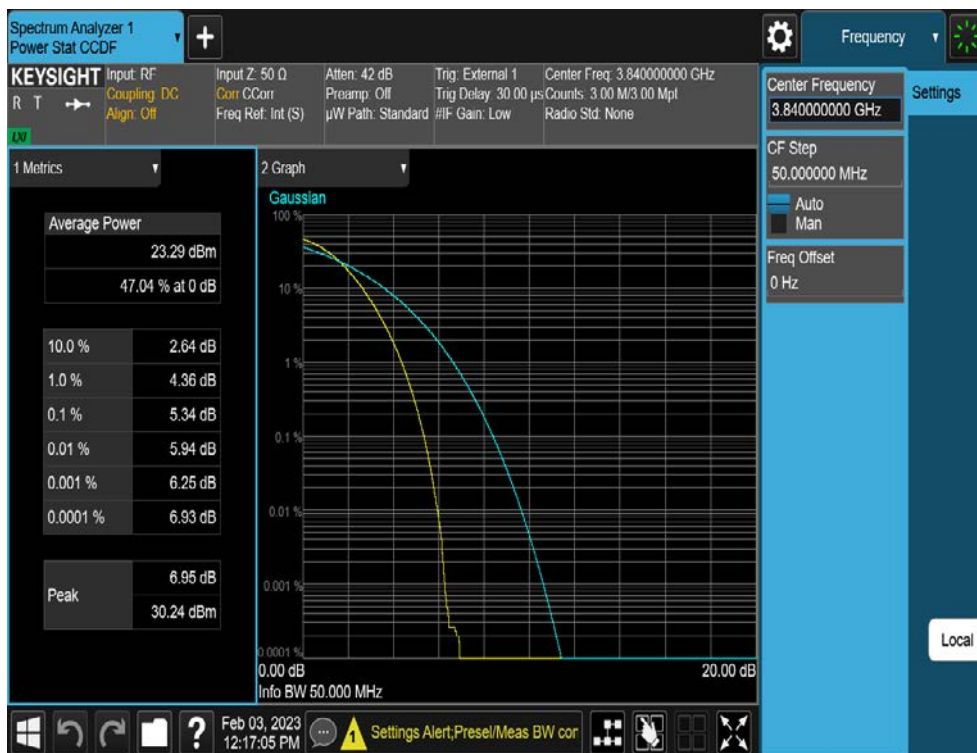 Spectrum Analyzer 1
Power Stat CCDF
Frequency
KEYSIGHT
R T
LXI
Input: RF
Coupling: DC
Align: Off
Input Z: 50 Ω
Corr CCorr
Freq Ref: Int (S)
Atten: 42 dB
Preamp: Off
µW Path: Standard
Trig: External 1
Trig Delay: 30.00 µs
#IF Gain: Low
Center Freq: 3.840000000 GHz
Counts: 3.00 M/3.00 Mpt
Radio Std: None
Center Frequency
3.840000000 GHz
Settings
CF Step
50.000000 MHz
Auto
Man
Freq Offset
0 Hz
Local
1 Metrics
Average Power
23.29 dBm
47.04 % at 0 dB
10.0 % 2.64 dB
1.0 % 4.36 dB
0.1 % 5.34 dB
0.01 % 5.94 dB
0.001 % 6.25 dB
0.0001 % 6.93 dB
Peak
6.95 dB
30.24 dBm
2 Graph
Gaussian
100 %
10 %
1 %
0.1 %
0.01 %
0.001 %
0.0001 %
0.00 dB 20.00 dB
Info BW 50.000 MHz
?
Feb 03, 2023
12:17:05 PM
1
Settings Alert;Presel/Meas BW cor